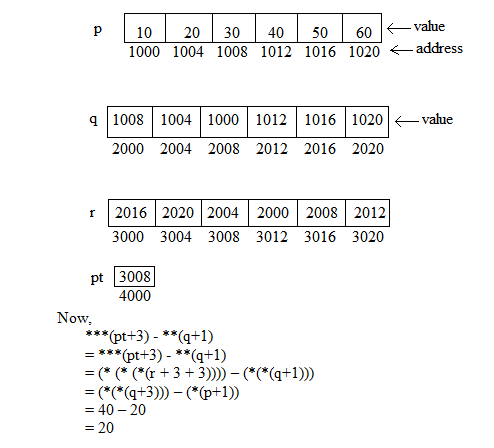 p 10 20 30 40 50 60 value
1000 1004 1008 1012 1016 1020 address
q 1008 1004 1000 1012 1016 1020 value
2000 2004 2008 2012 2016 2020
r 2016 2020 2004 2000 2008 2012
3000 3004 3008 3012 3016 3020
pt 3008
4000
Now,
***(pt+3) - **(q+1)
= ***(pt+3) - **(q+1)
= (* (* (*(r + 3 + 3)))) – (*(*(q+1)))
= (*(*(q+3))) – (*(p+1))
= 40 – 20
= 20